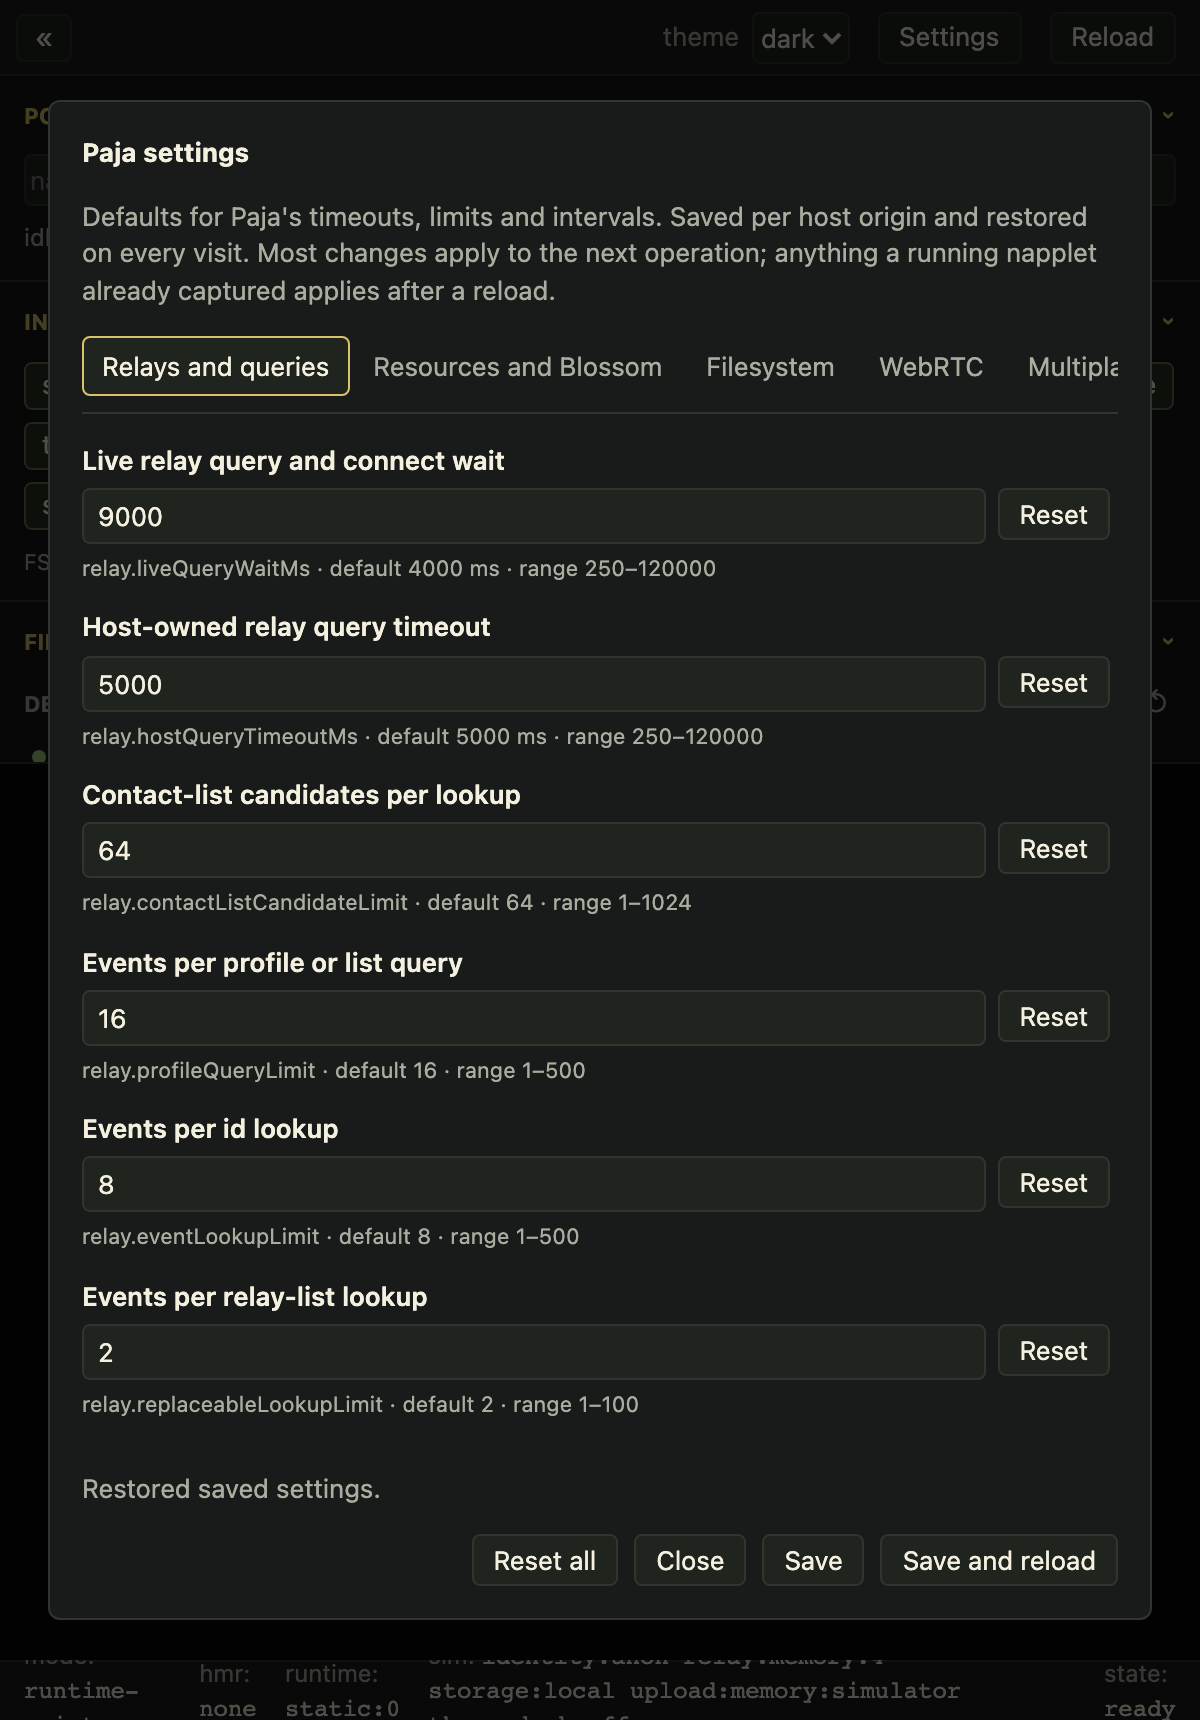 «
theme
dark
Settings
Reload
Paja settings
Defaults for Paja's timeouts, limits and intervals. Saved per host origin and restored
on every visit. Most changes apply to the next operation; anything a running napplet
already captured applies after a reload.
Relays and queries
Resources and Blossom
Filesystem
WebRTC
Live relay query and connect wait
9000
Reset
relay.liveQueryWaitMs · default 4000 ms · range 250–120000
Host-owned relay query timeout
5000
Reset
relay.hostQueryTimeoutMs · default 5000 ms · range 250–120000
Contact-list candidates per lookup
64
Reset
relay.contactListCandidateLimit · default 64 · range 1–1024
Events per profile or list query
16
Reset
relay.profileQueryLimit · default 16 · range 1–500
Events per id lookup
8
Reset
relay.eventLookupLimit · default 8 · range 1–500
Events per relay-list lookup
2
Reset
relay.replaceableLookupLimit · default 2 · range 1–100
Restored saved settings.
Reset all
Close
Save
Save and reload
runtime-
hmr:
none
runtime:
static:0
storage:local upload:memory:simulator
state:
ready